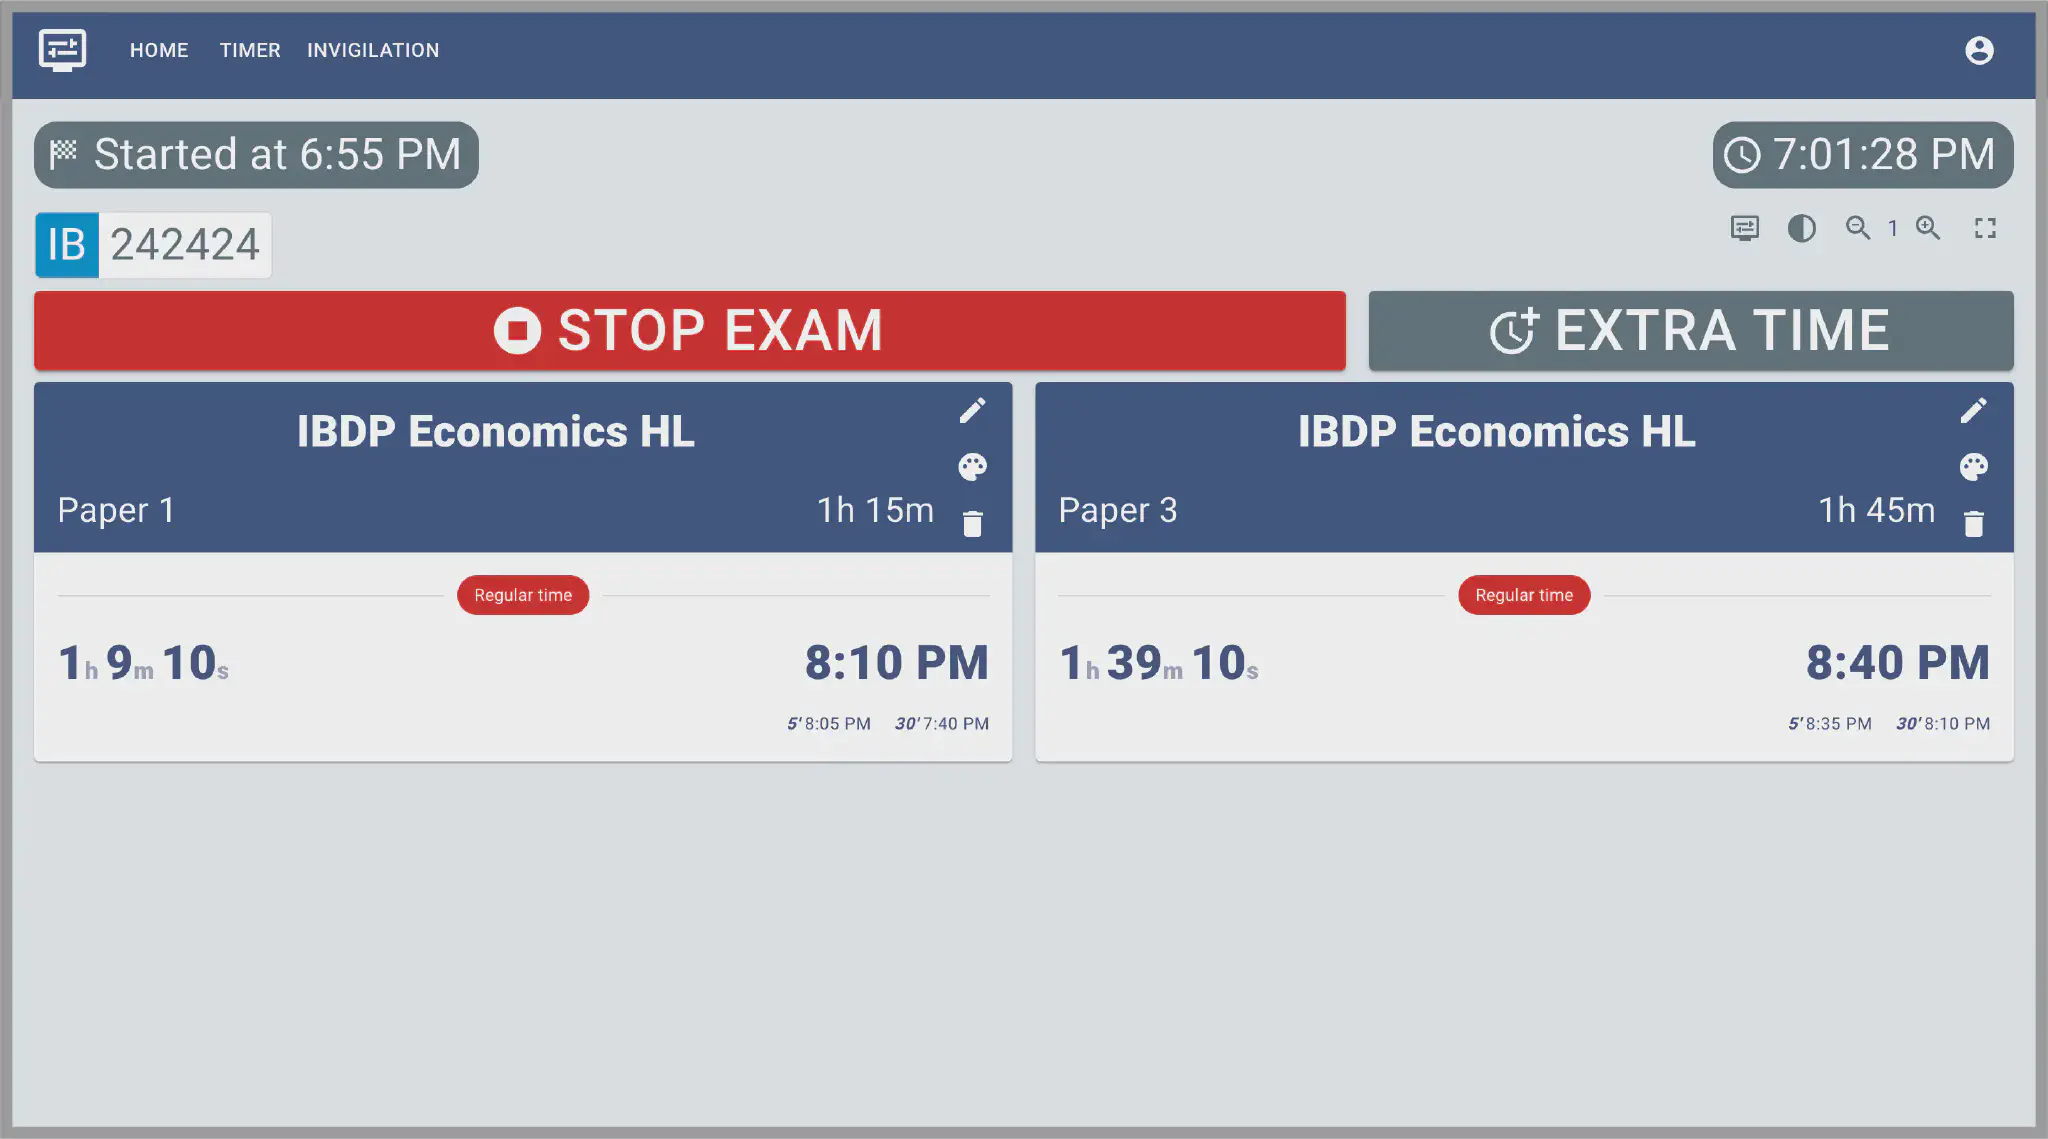 HOME TIMER INVIGILATION
Started at 6:55 PM
7:01:28 PM
IB 242424
1
STOP EXAM
EXTRA TIME
IBDP Economics HL
Paper 1 1h 15m
Regular time
1h 9m 10s 8:10 PM
5' 8:05 PM 30' 7:40 PM
IBDP Economics HL
Paper 3 1h 45m
Regular time
1h 39m 10s 8:40 PM
5' 8:35 PM 30' 8:10 PM